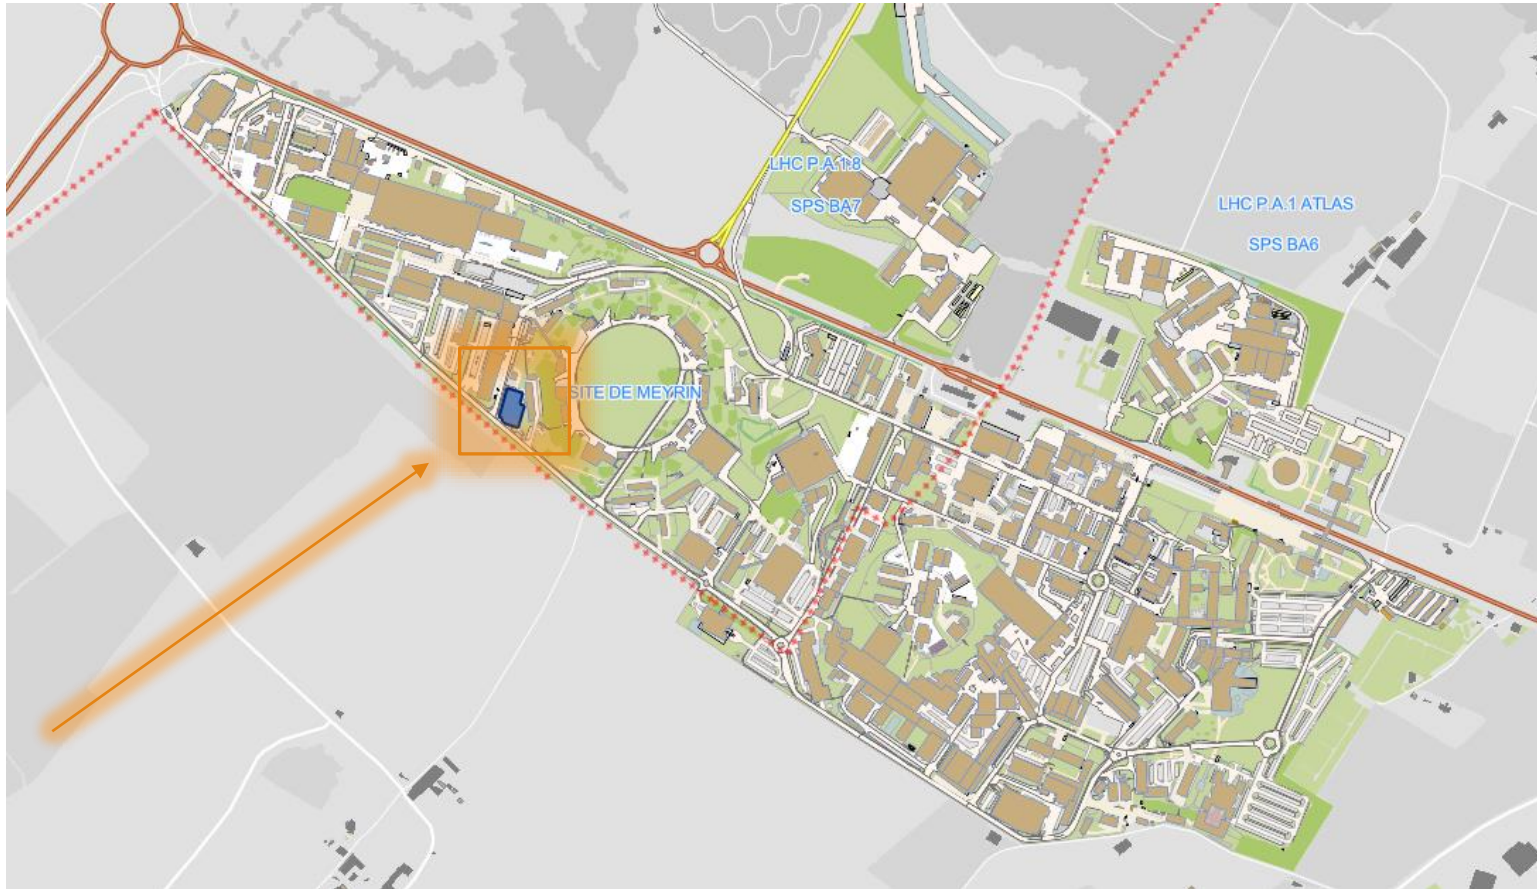 LHC P.A.1.8
SPS BA7
LHC P.A.1 ATLAS
SPS BA6
SITE DE MEYRIN